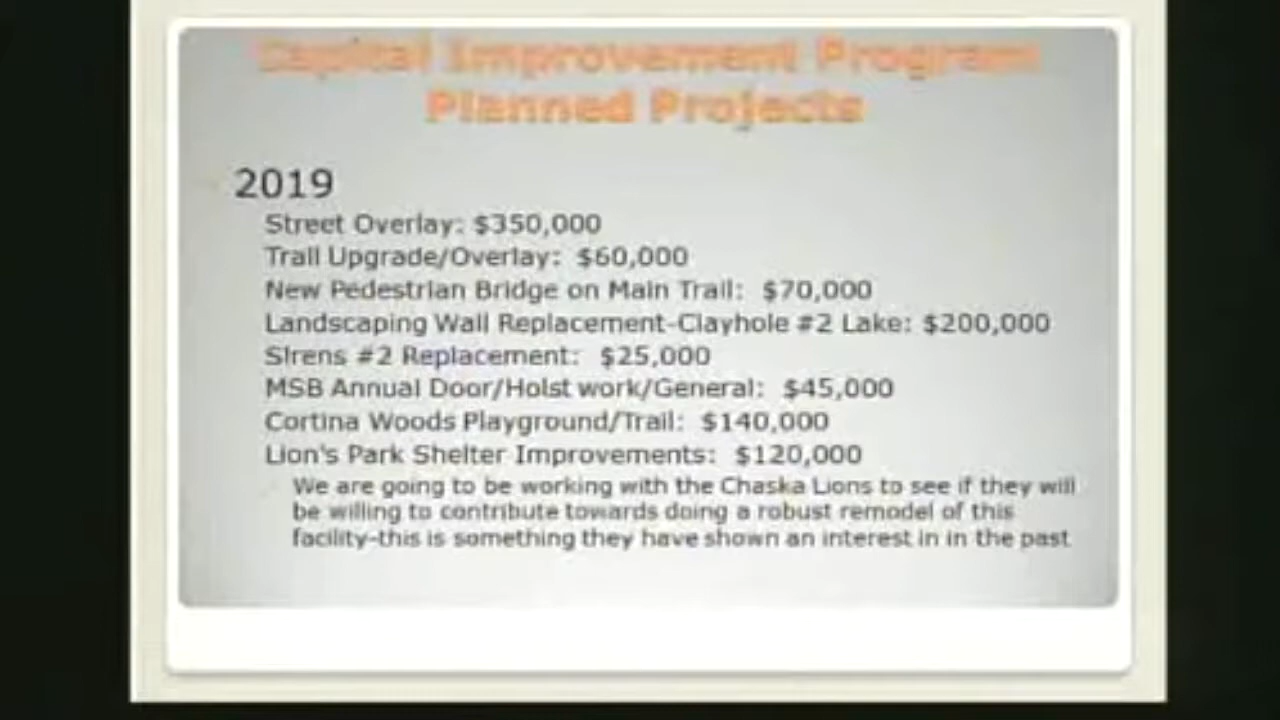 Capital Improvement Program
Planned Projects
2019
Street Overlay: $350,000
Trail Upgrade/Overlay: $60,000
New Pedestrian Bridge on Main Trail: $70,000
Landscaping Wall Replacement-Clayhole #2 Lake: $200,000
Sirens #2 Replacement: $25,000
MSB Annual Door/Hoist work/General: $45,000
Cortina Woods Playground/Trail: $140,000
Lion's Park Shelter Improvements: $120,000
We are going to be working with the Chaska Lions to see if they will
be willing to contribute towards doing a robust remodel of this
facility-this is something they have shown an interest in in the past